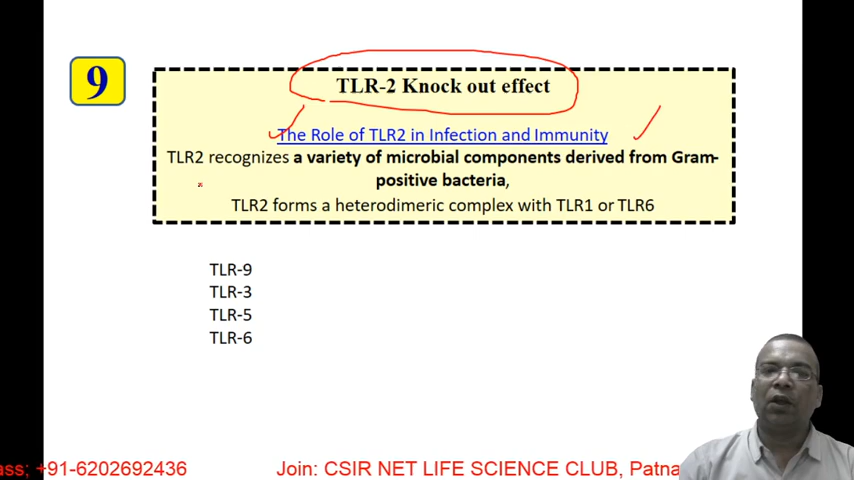 9
TLR-2 Knock out effect
The Role of TLR2 in Infection and Immunity
TLR2 recognizes a variety of microbial components derived from Gram-
positive bacteria,
TLR2 forms a heterodimeric complex with TLR1 or TLR6
TLR-9
TLR-3
TLR-5
TLR-6
+91-6202692436 Join: CSIR NET LIFE SCIENCE CLUB, Patna